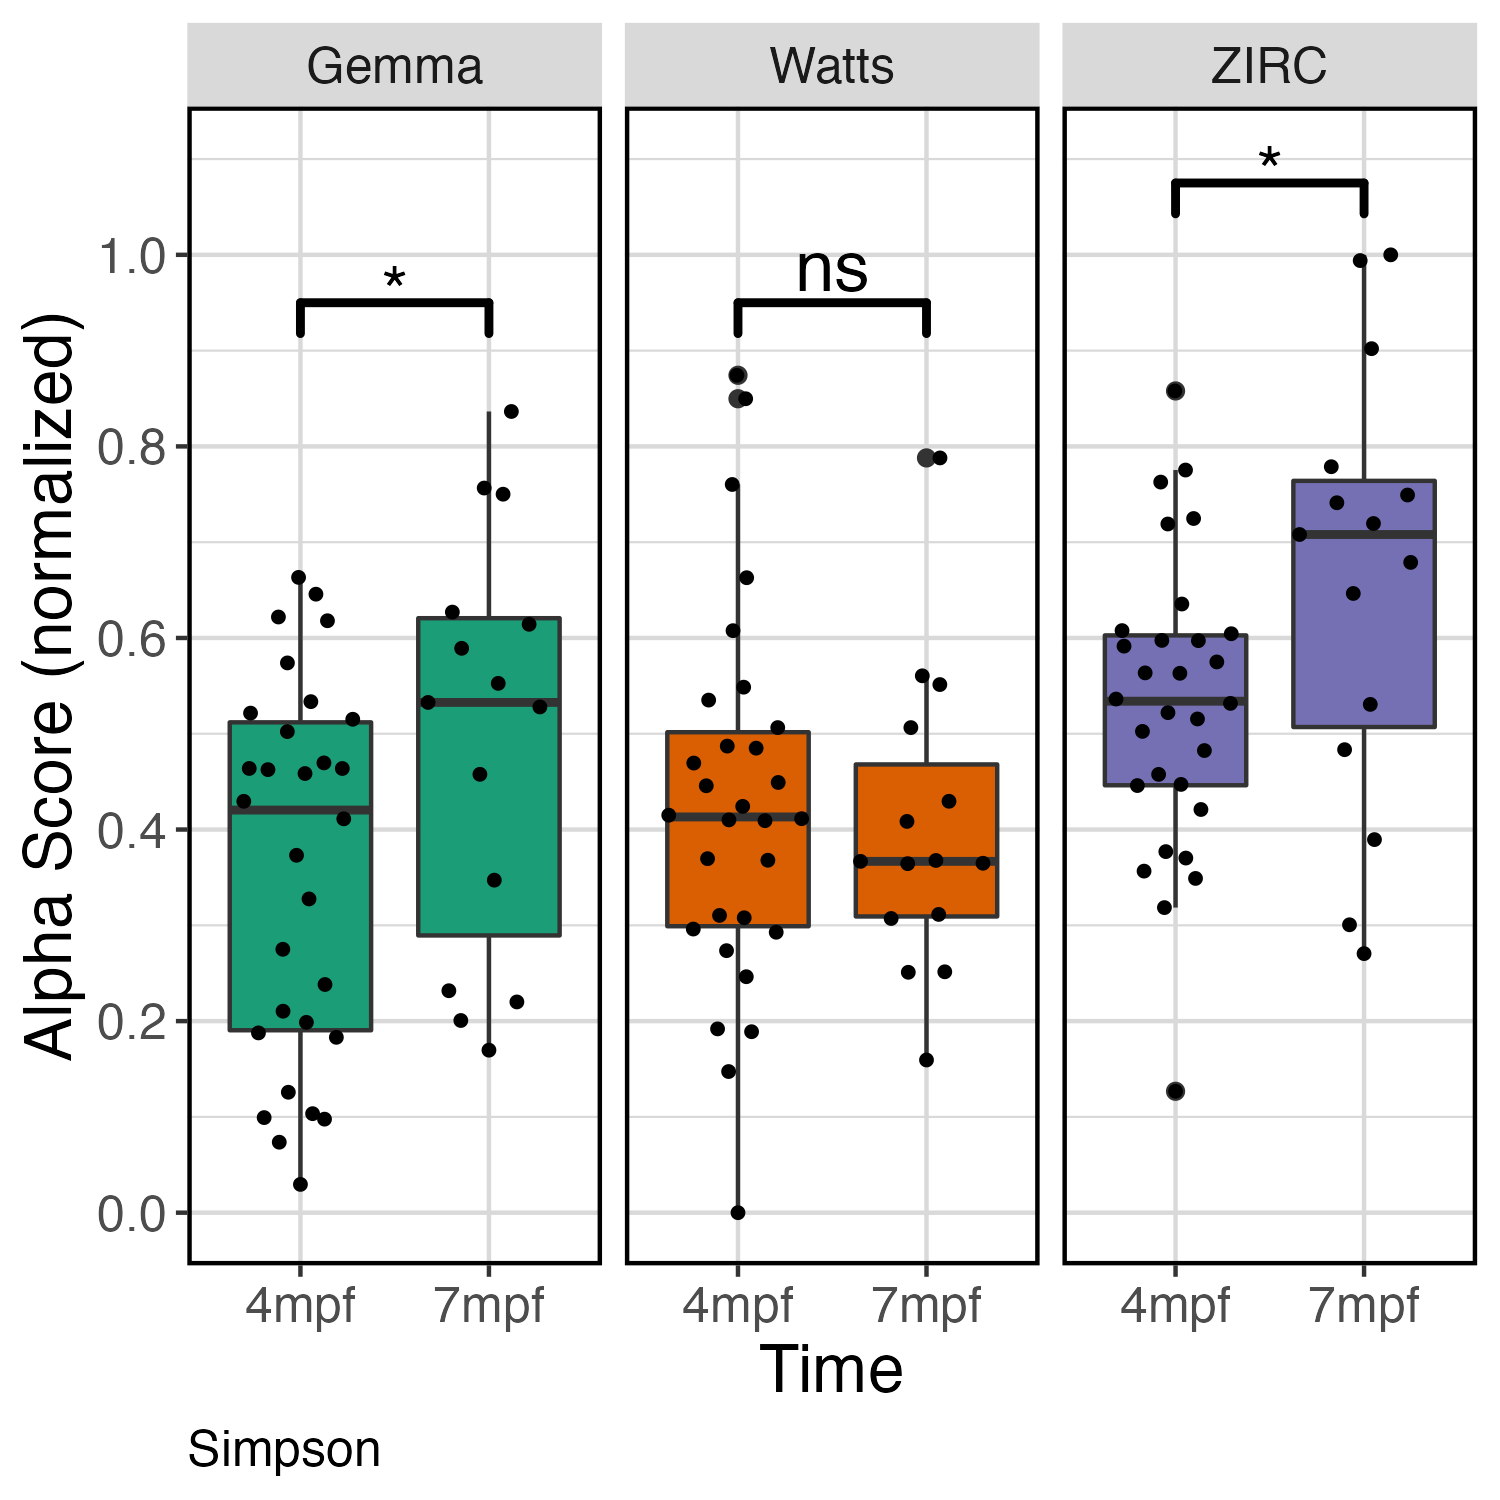 Gemma Watts ZIRC
Alpha Score (normalized)
*
ns
*
1.0
0.8
0.6
0.4
0.2
0.0
4mpf 7mpf 4mpf 7mpf 4mpf 7mpf
Time
Simpson